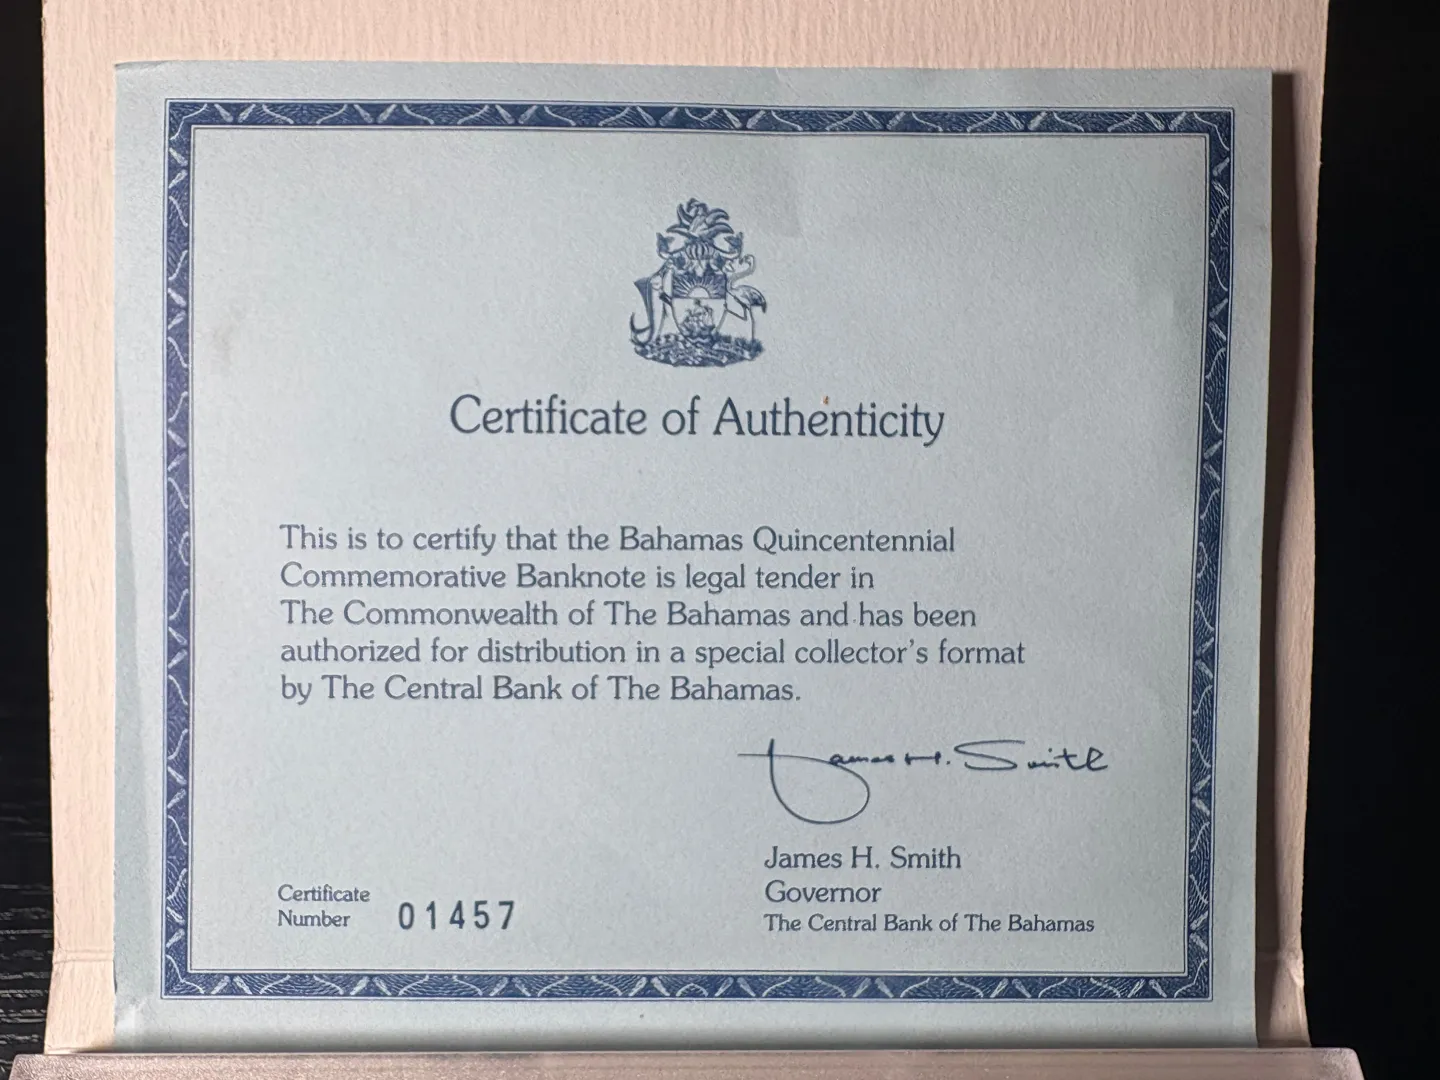 Certificate of Authenticity
This is to certify that the Bahamas Quincentennial
Commemorative Banknote is legal tender in
The Commonwealth of The Bahamas and has been
authorized for distribution in a special collector's format
by The Central Bank of The Bahamas.
James H. Smith
James H. Smith
Governor
The Central Bank of The Bahamas
Certificate
Number 01457